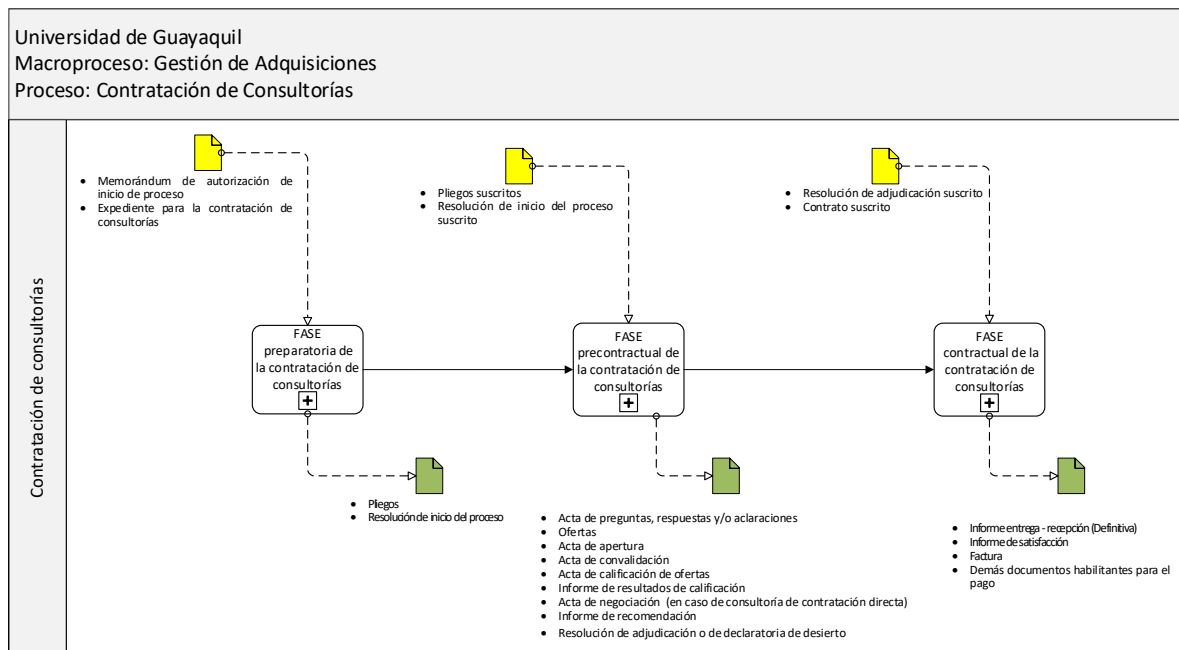 Universidad de Guayaquil
Macroproceso: Gestión de Adquisiciones
Proceso: Contratación de Consultorías
Contratación de consultorías
• Memorándum de autorización de
inicio de proceso
• Expediente para la contratación de
consultorías
• Pliegos suscritos
• Resolución de inicio del proceso
suscrito
• Resolución de adjudicación suscrito
• Contrato suscrito
FASE
preparatoria de
la contratación de
consultorías
FASE
precontractual de
la contratación de
consultorías
FASE
contractual de la
contratación de
consultorías
• Pliegos
• Resolución de inicio del proceso
• Acta de preguntas, respuestas y/o aclaraciones
• Ofertas
• Acta de apertura
• Acta de convalidación
• Acta de calificación de ofertas
• Informe de resultados de calificación
• Acta de negociación (en caso de consultoría de contratación directa)
• Informe de recomendación
• Resolución de adjudicación o de declaratoria de desierto
• Informe entrega - recepción (Definitiva)
• Informe de satisfacción
• Factura
• Demás documentos habilitantes para el
pago